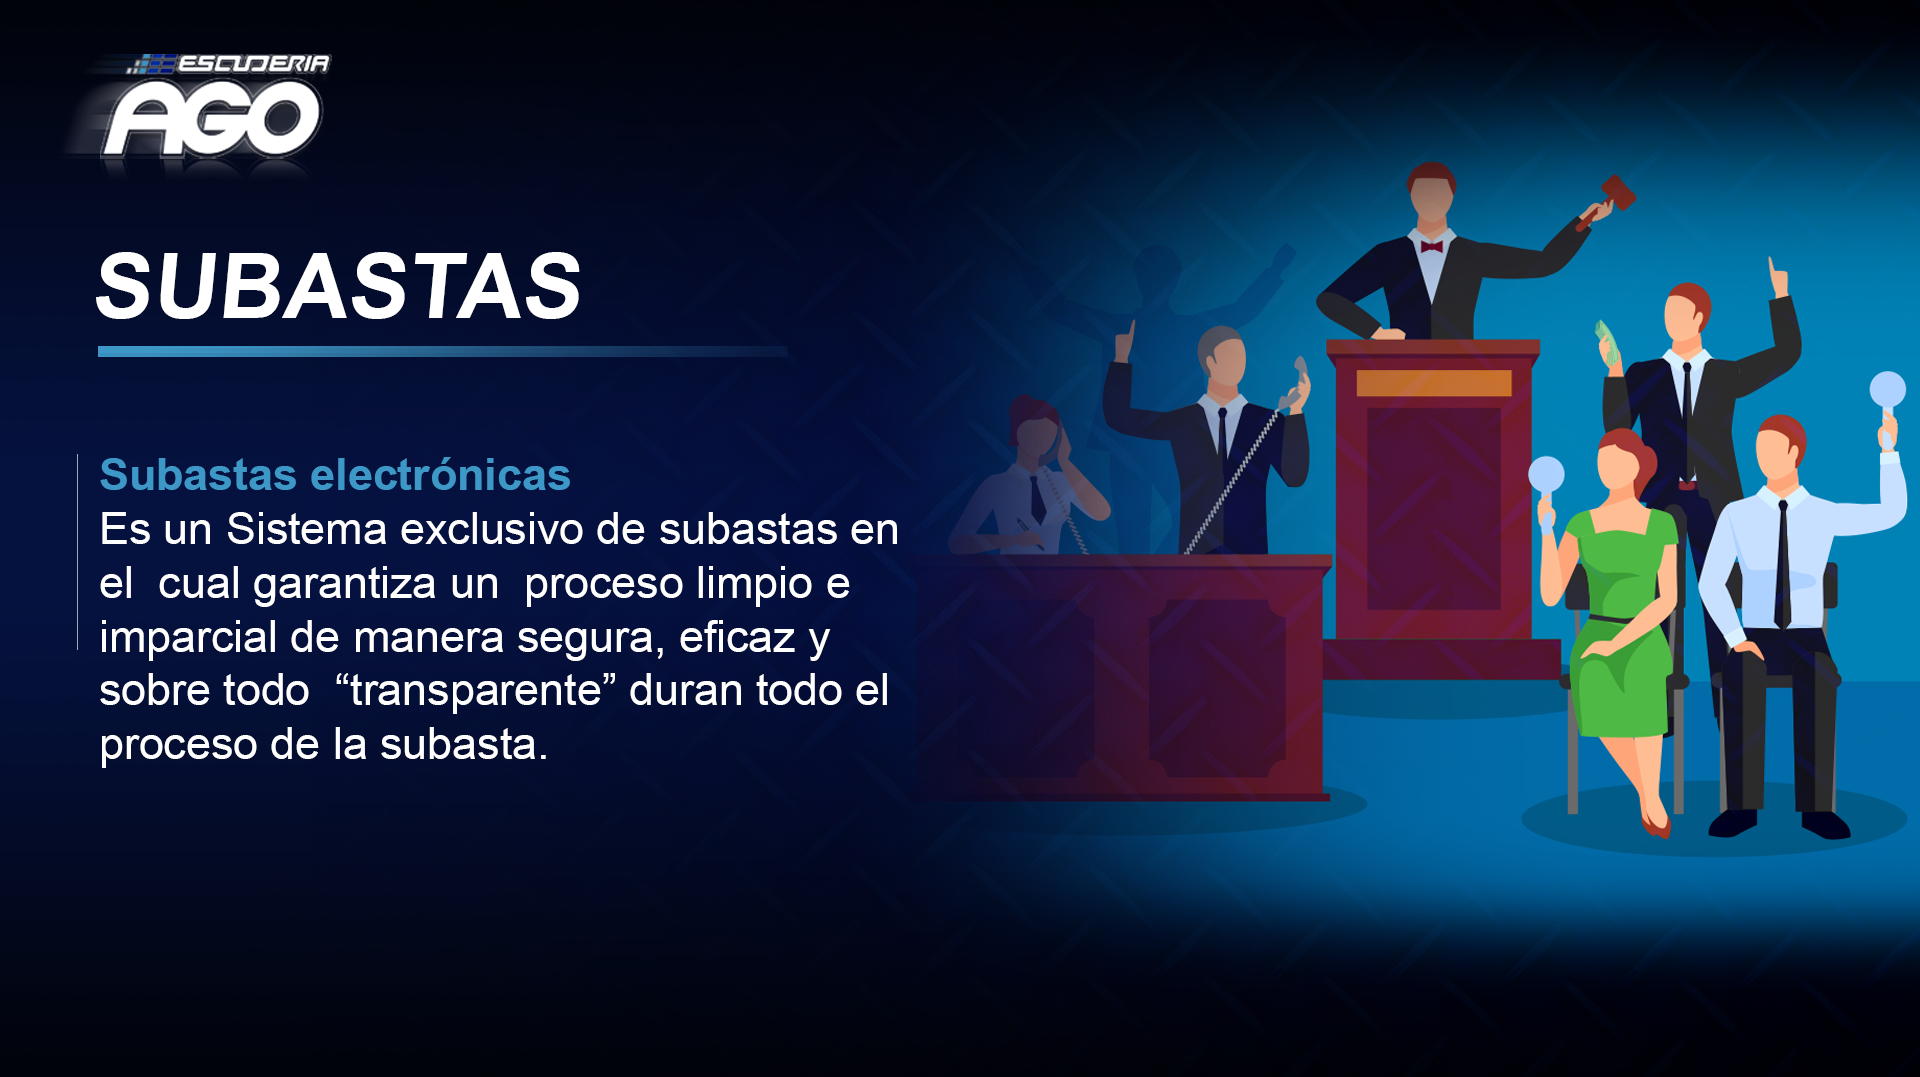 ESCUDERIA
AGO
SUBASTAS
Subastas electrónicas
Es un Sistema exclusivo de subastas en
el  cual garantiza un  proceso limpio e
imparcial de manera segura, eficaz y
sobre todo  “transparente” duran todo el
proceso de la subasta.